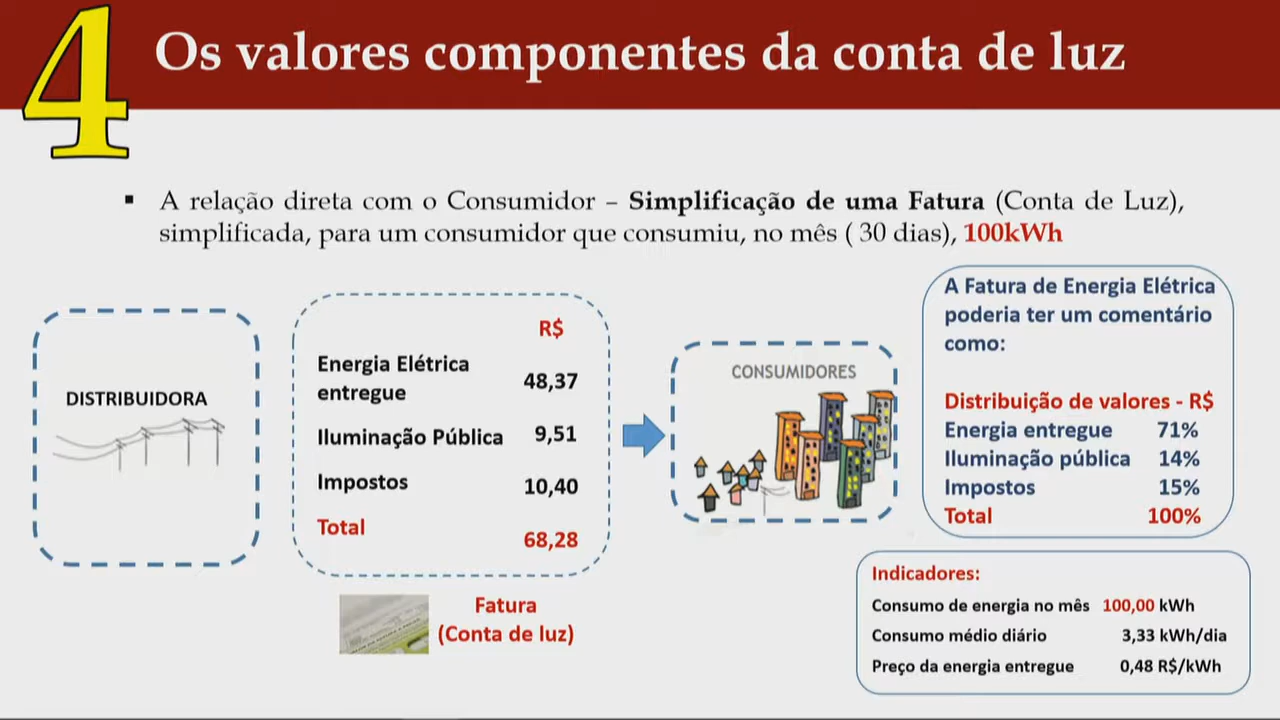 4
Os valores componentes da conta de luz
▪ A relação direta com o Consumidor – Simplificação de uma Fatura (Conta de Luz),
simplificada, para um consumidor que consumiu, no mês ( 30 dias), 100kWh
DISTRIBUIDORA
R$
Energia Elétrica
entregue 48,37
Iluminação Pública 9,51
Impostos 10,40
Total 68,28
Fatura
(Conta de luz)
CONSUMIDORES
A Fatura de Energia Elétrica
poderia ter um comentário
como:
Distribuição de valores - R$
Energia entregue 71%
Iluminação pública 14%
Impostos 15%
Total 100%
Indicadores:
Consumo de energia no mês 100,00 kWh
Consumo médio diário 3,33 kWh/dia
Preço da energia entregue 0,48 R$/kWh